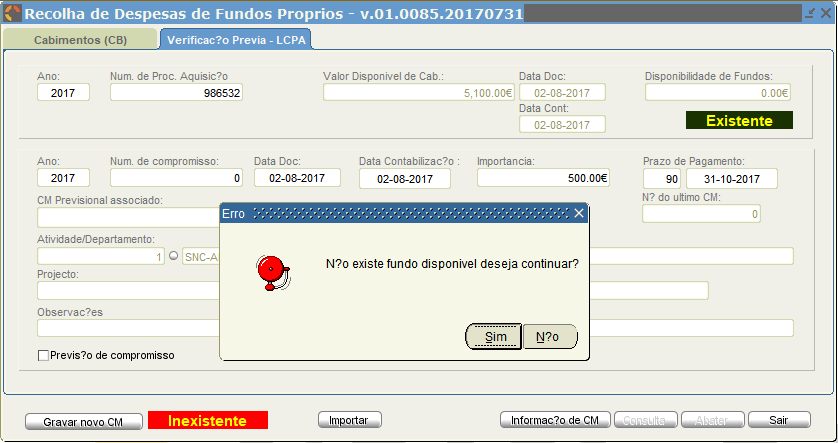 Recolha de Despesas de Fundos Proprios - v.01.0085.20170731
Cabimentos (CB) Verificac?o Previa - LCPA
Ano: Num. de Proc. Aquisic?o Valor Disponivel de Cab.: Data Doc: Disponibilidade de Fundos:
2017 986532 5,100.00€ 02-08-2017 0.00€
Data Cont:
02-08-2017 Existente
Ano: Num. de compromisso: Data Doc: Data Contabilizac?o : Importancia: Prazo de Pagamento:
2017 0 02-08-2017 02-08-2017 500.00€ 90 31-10-2017
CM Previsional associado: N? do ultimo CM:
0
Erro
Atividade/Departamento:
1 SNC-A
N?o existe fundo disponivel deseja continuar?
Projecto:
Observac?es
Sim N?o
Previs?o de compromisso
Gravar novo CM Inexistente Importar Informac?o de CM Consulta Abater Sair